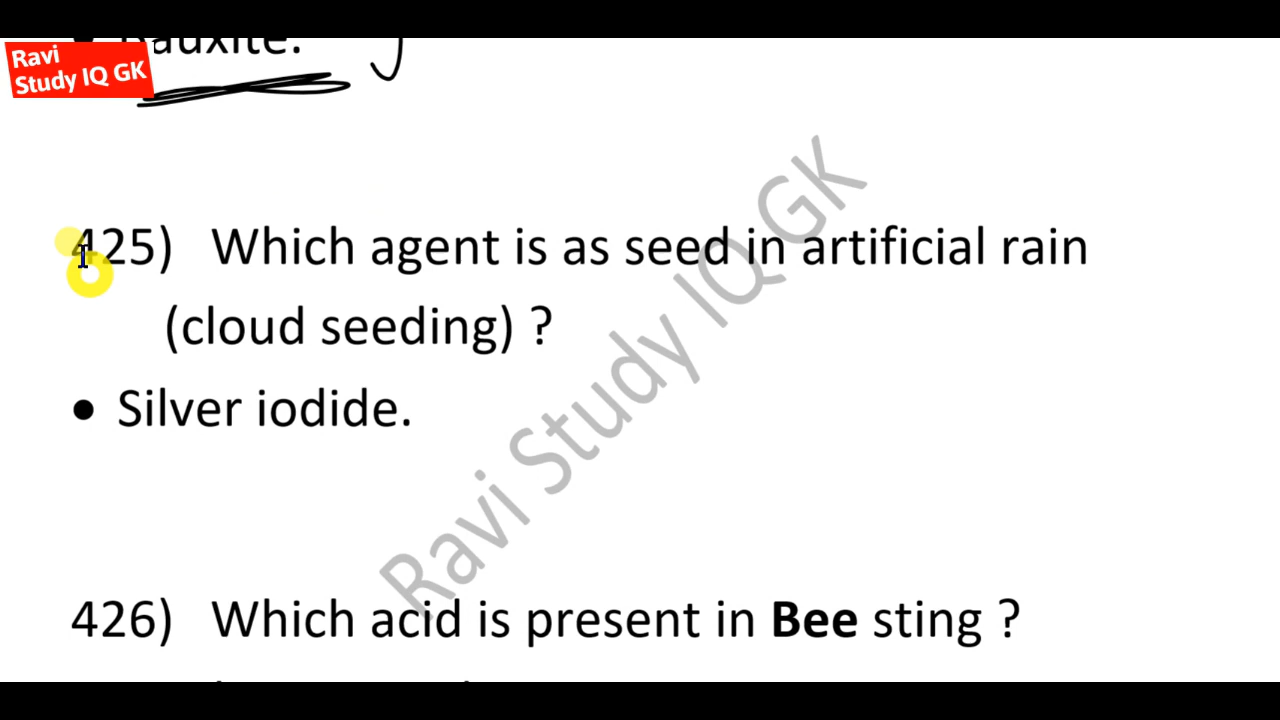 Bauxite.
Ravi
Study IQ GK
425) Which agent is as seed in artificial rain
(cloud seeding) ?
• Silver iodide.
Ravi Study IQ GK
426) Which acid is present in Bee sting ?